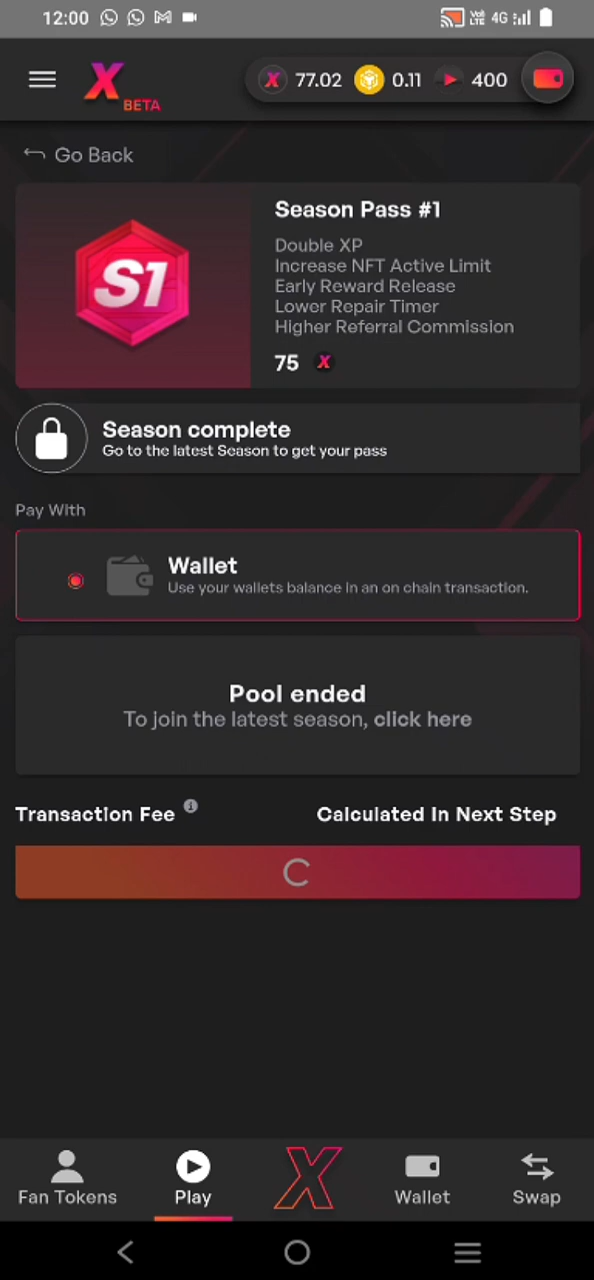 12:00
Vo)
LTE 4G
X BETA
X 77.02 0.11 400
Go Back
S1
Season Pass #1
Double XP
Increase NFT Active Limit
Early Reward Release
Lower Repair Timer
Higher Referral Commission
75 X
Season complete
Go to the latest Season to get your pass
Pay With
Wallet
Use your wallets balance in an on chain transaction.
Pool ended
To join the latest season, click here
Transaction Fee i Calculated In Next Step
Fan Tokens Play X Wallet Swap